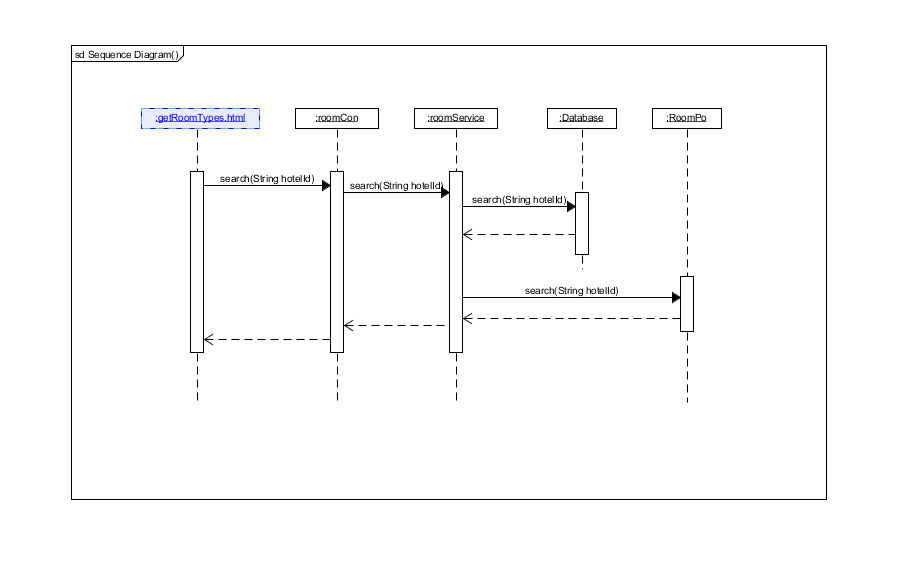 sd Sequence Diagram()
:getRoomTypes.html
:roomCon
:roomService
:Database
:RoomPo
search(String hotelId)
search(String hotelId)
search(String hotelId)
search(String hotelId)